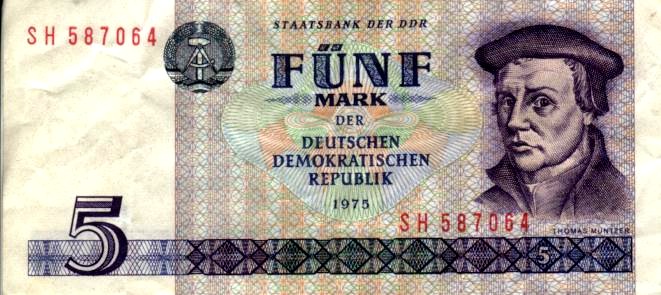 SH 587064
STAATSBANK DER DDR
FÜNF
MARK
DER
DEUTSCHEN
DEMOKRATISCHEN
REPUBLIK
1975
SH 587064
THOMAS MÜNTZER
5
5